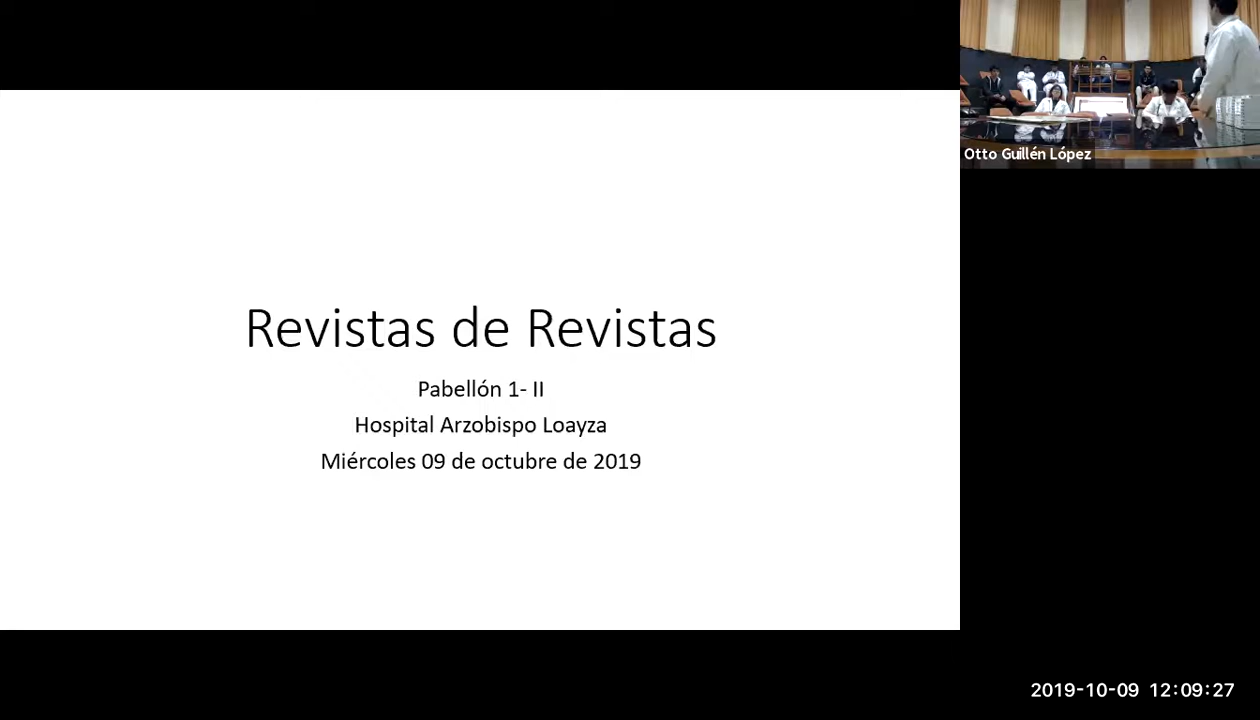 Otto Guillén López
Revistas de Revistas
Pabellón 1- II
Hospital Arzobispo Loayza
Miércoles 09 de octubre de 2019
2019-10-09 12:09:27